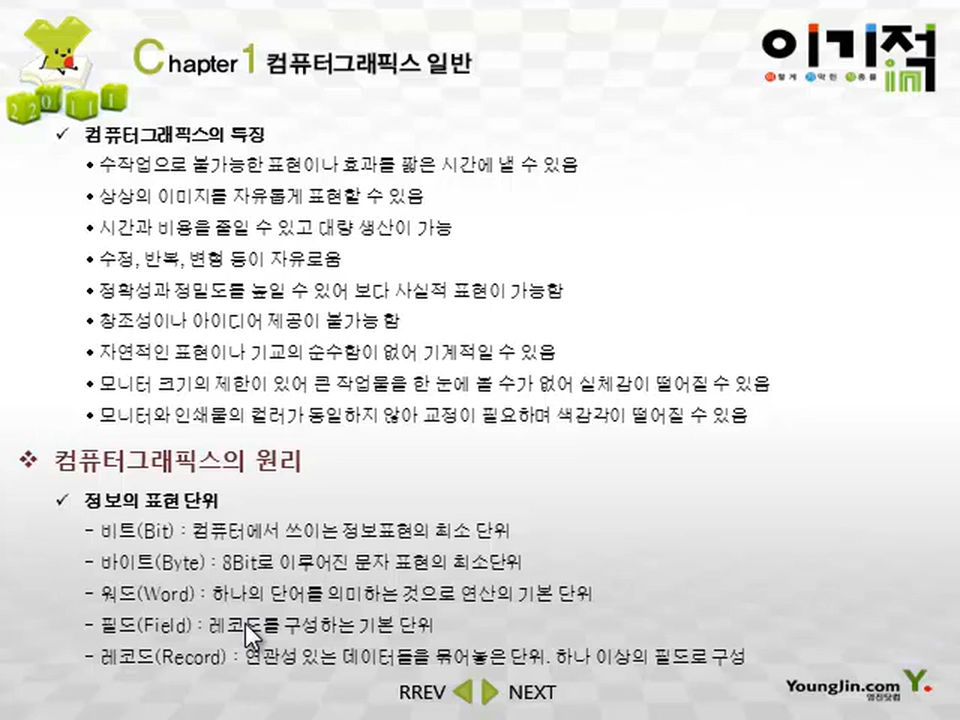 Chapter 1 컴퓨터그래픽스 일반
이기적 in
이렇게 기막힌 적중률
2011
✓ 컴퓨터그래픽스의 특징
• 수작업으로 불가능한 표현이나 효과를 짧은 시간에 낼 수 있음
• 상상의 이미지를 자유롭게 표현할 수 있음
• 시간과 비용을 줄일 수 있고 대량 생산이 가능
• 수정, 반복, 변형 등이 자유로움
• 정확성과 정밀도를 높일 수 있어 보다 사실적 표현이 가능함
• 창조성이나 아이디어 제공이 불가능 함
• 자연적인 표현이나 기교의 순수함이 없어 기계적일 수 있음
• 모니터 크기의 제한이 있어 큰 작업물을 한 눈에 볼 수가 없어 실체감이 떨어질 수 있음
• 모니터와 인쇄물의 컬러가 동일하지 않아 교정이 필요하며 색감각이 떨어질 수 있음
❖ 컴퓨터그래픽스의 원리
✓ 정보의 표현 단위
- 비트(Bit) : 컴퓨터에서 쓰이는 정보표현의 최소 단위
- 바이트(Byte) : 8Bit로 이루어진 문자 표현의 최소단위
- 워드(Word) : 하나의 단어를 의미하는 것으로 연산의 기본 단위
- 필드(Field) : 레코드를 구성하는 기본 단위
- 레코드(Record) : 연관성 있는 데이터들을 묶어놓은 단위. 하나 이상의 필드로 구성
RREV NEXT
YoungJin.com Y.
영진닷컴